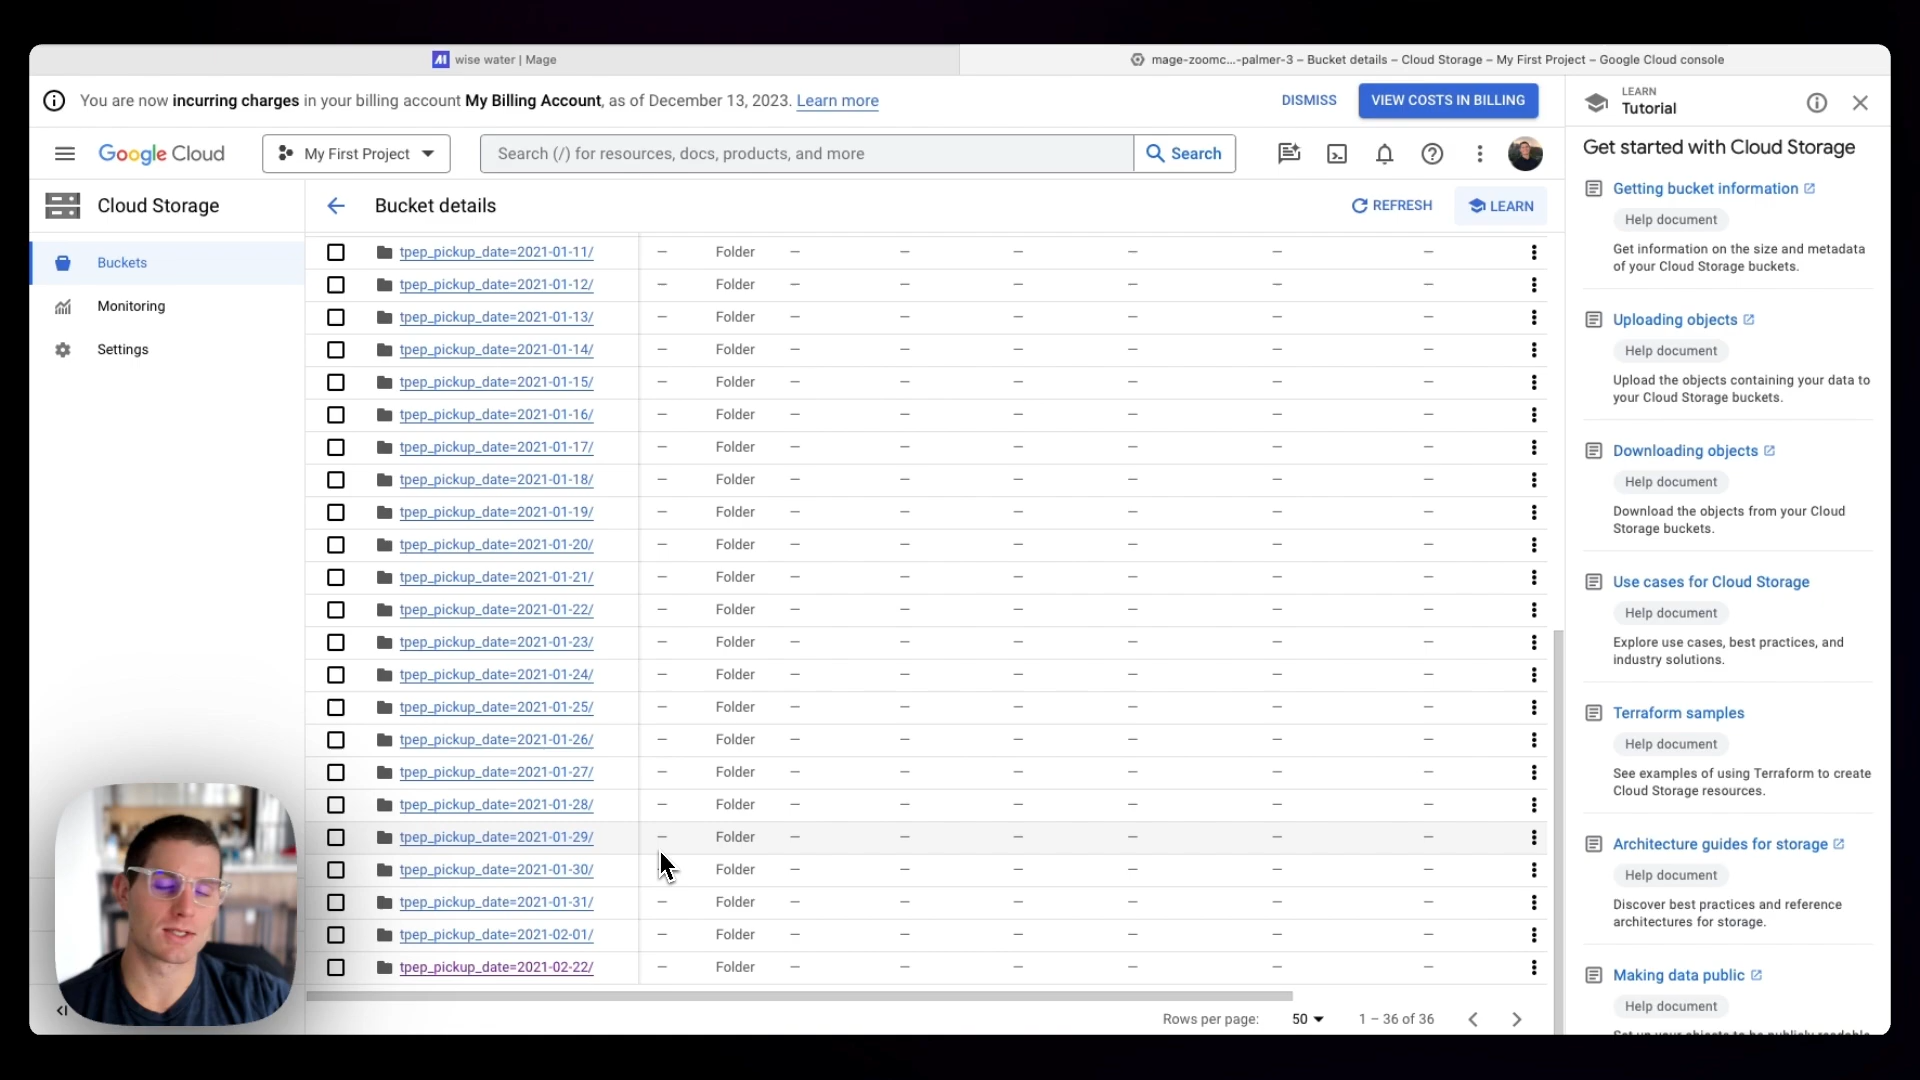 wise water | Mage
mage-zoomc...-palmer-3 – Bucket details – Cloud Storage – My First Project – Google Cloud console
You are now incurring charges in your billing account My Billing Account, as of December 13, 2023. Learn more
DISMISS
VIEW COSTS IN BILLING
LEARN
Tutorial
Google Cloud
My First Project
Search (/) for resources, docs, products, and more
Search
Get started with Cloud Storage
Cloud Storage
Bucket details
REFRESH
LEARN
Buckets
Monitoring
Settings
tpep_pickup_date=2021-01-11/ – Folder – – – – – –
tpep_pickup_date=2021-01-12/ – Folder – – – – – –
tpep_pickup_date=2021-01-13/ – Folder – – – – – –
tpep_pickup_date=2021-01-14/ – Folder – – – – – –
tpep_pickup_date=2021-01-15/ – Folder – – – – – –
tpep_pickup_date=2021-01-16/ – Folder – – – – – –
tpep_pickup_date=2021-01-17/ – Folder – – – – – –
tpep_pickup_date=2021-01-18/ – Folder – – – – – –
tpep_pickup_date=2021-01-19/ – Folder – – – – – –
tpep_pickup_date=2021-01-20/ – Folder – – – – – –
tpep_pickup_date=2021-01-21/ – Folder – – – – – –
tpep_pickup_date=2021-01-22/ – Folder – – – – – –
tpep_pickup_date=2021-01-23/ – Folder – – – – – –
tpep_pickup_date=2021-01-24/ – Folder – – – – – –
tpep_pickup_date=2021-01-25/ – Folder – – – – – –
tpep_pickup_date=2021-01-26/ – Folder – – – – – –
tpep_pickup_date=2021-01-27/ – Folder – – – – – –
tpep_pickup_date=2021-01-28/ – Folder – – – – – –
tpep_pickup_date=2021-01-29/ – Folder – – – – – –
tpep_pickup_date=2021-01-30/ – Folder – – – – – –
tpep_pickup_date=2021-01-31/ – Folder – – – – – –
tpep_pickup_date=2021-02-01/ – Folder – – – – – –
tpep_pickup_date=2021-02-22/ – Folder – – – – – –
Rows per page: 50 1 – 36 of 36
Getting bucket information
Help document
Get information on the size and metadata
of your Cloud Storage buckets.
Uploading objects
Help document
Upload the objects containing your data to
your Cloud Storage buckets.
Downloading objects
Help document
Download the objects from your Cloud
Storage buckets.
Use cases for Cloud Storage
Help document
Explore use cases, best practices, and
industry solutions.
Terraform samples
Help document
See examples of using Terraform to create
Cloud Storage resources.
Architecture guides for storage
Help document
Discover best practices and reference
architectures for storage.
Making data public
Help document